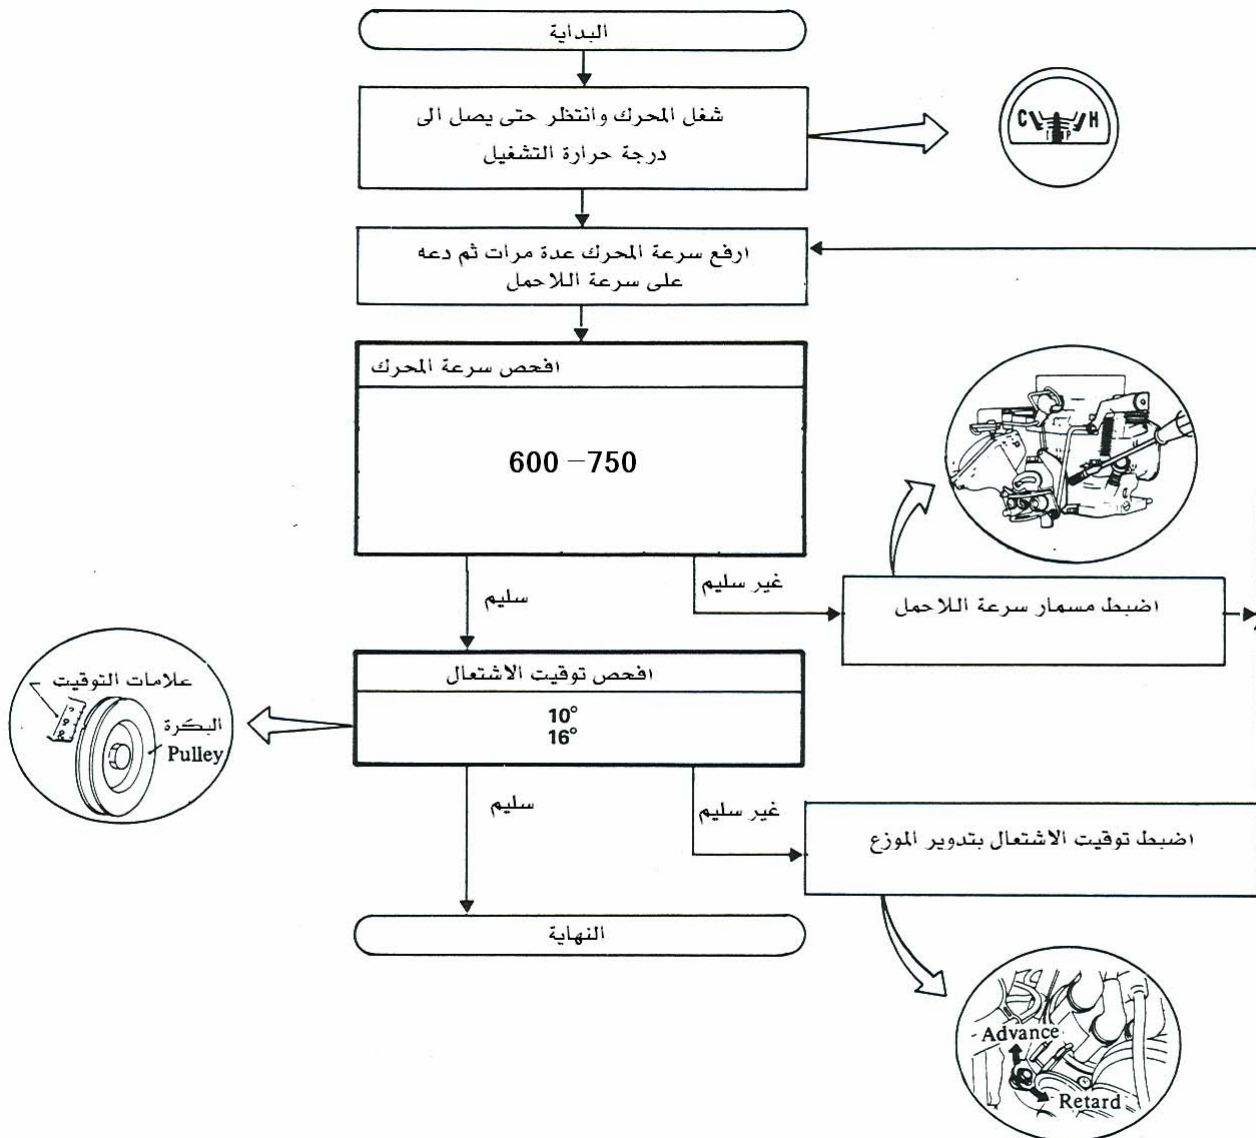 البداية
شغل المحرك وانتظر حتى يصل الى
درجة حرارة التشغيل
C H
ارفع سرعة المحرك عدة مرات ثم دعه
على سرعة اللاحمل
افحص سرعة المحرك
600 – 750
سليم
غير سليم
اضبط مسمار سرعة اللاحمل
افحص توقيت الاشتعال
10°
16°
علامات التوقيت
البكرة
Pulley
سليم
غير سليم
اضبط توقيت الاشتعال بتدوير الموزع
النهاية
Advance
Retard